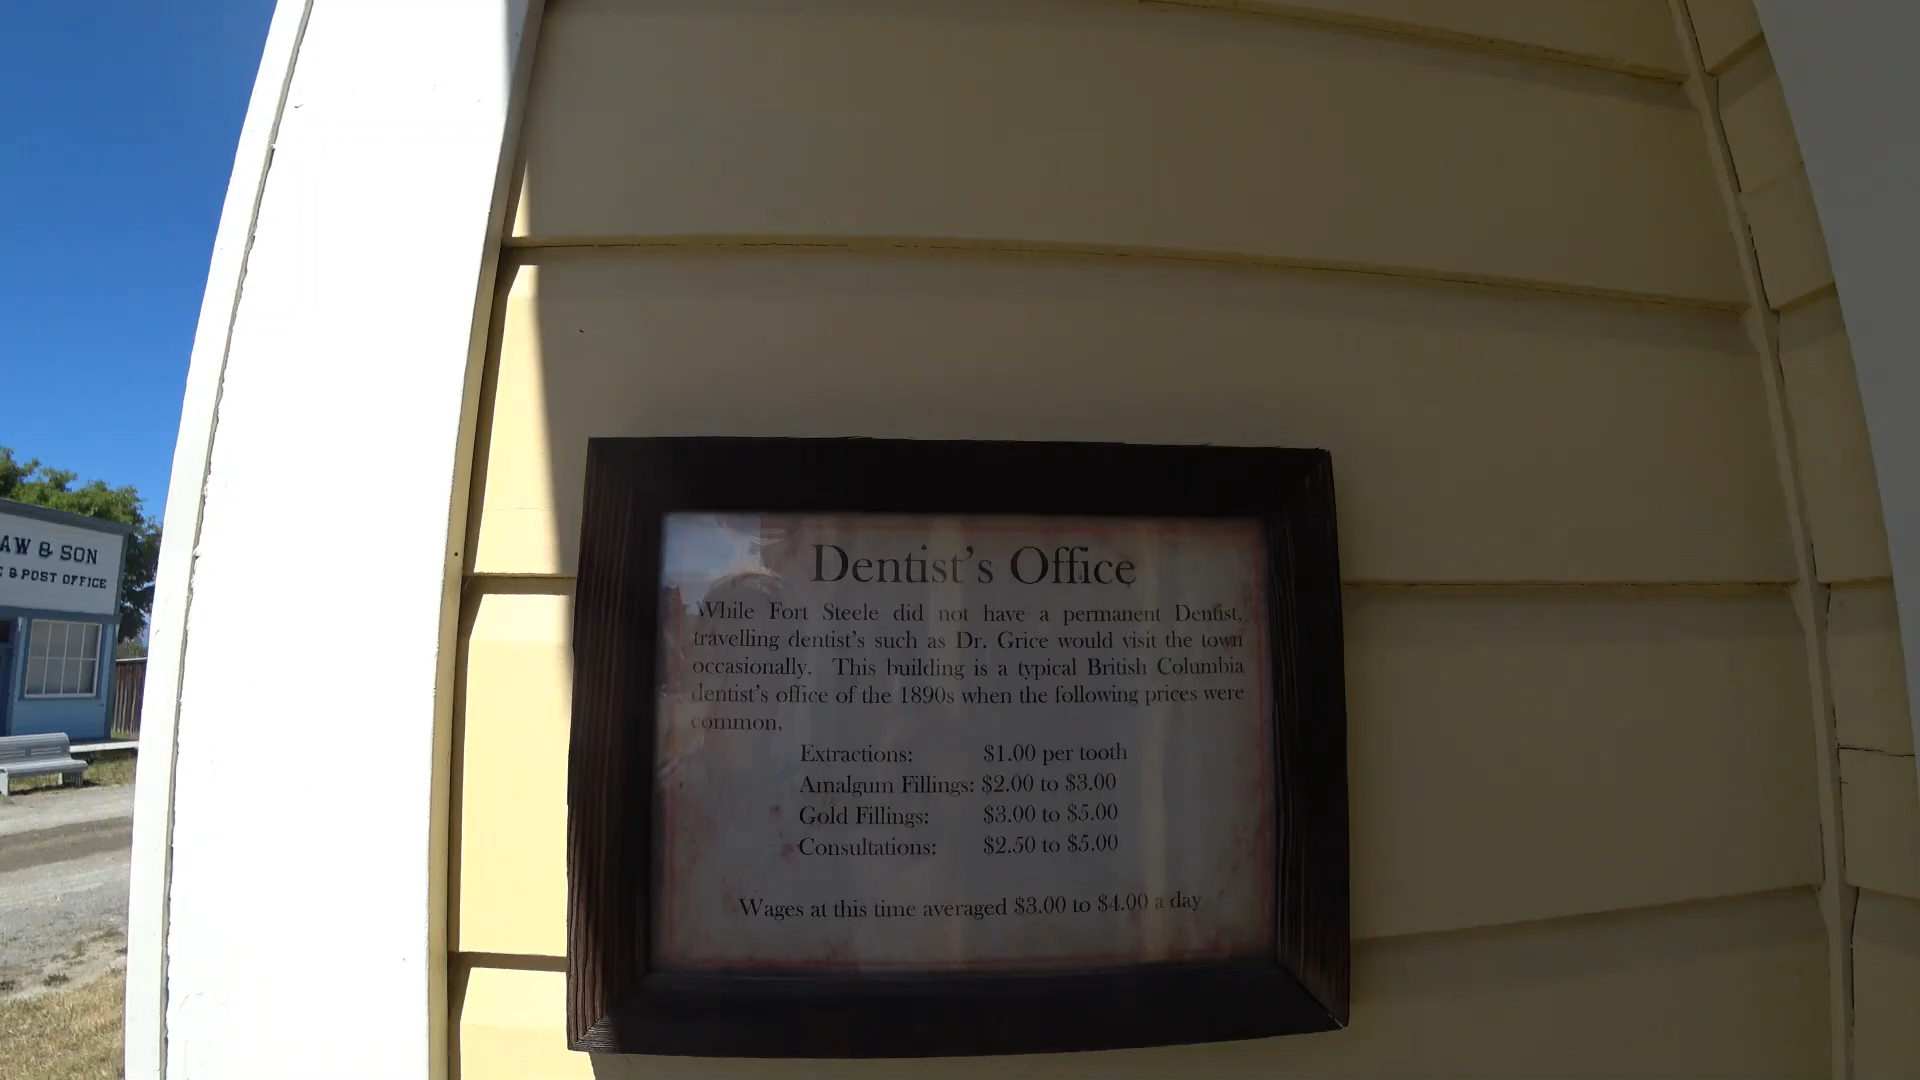 AW & SON
& POST OFFICE
Dentist's Office
While Fort Steele did not have a permanent Dentist,
travelling dentist's such as Dr. Grice would visit the town
occasionally. This building is a typical British Columbia
dentist's office of the 1890s when the following prices were
common.
Extractions: $1.00 per tooth
Amalgum Fillings: $2.00 to $3.00
Gold Fillings: $3.00 to $5.00
Consultations: $2.50 to $5.00
Wages at this time averaged $3.00 to $4.00 a day